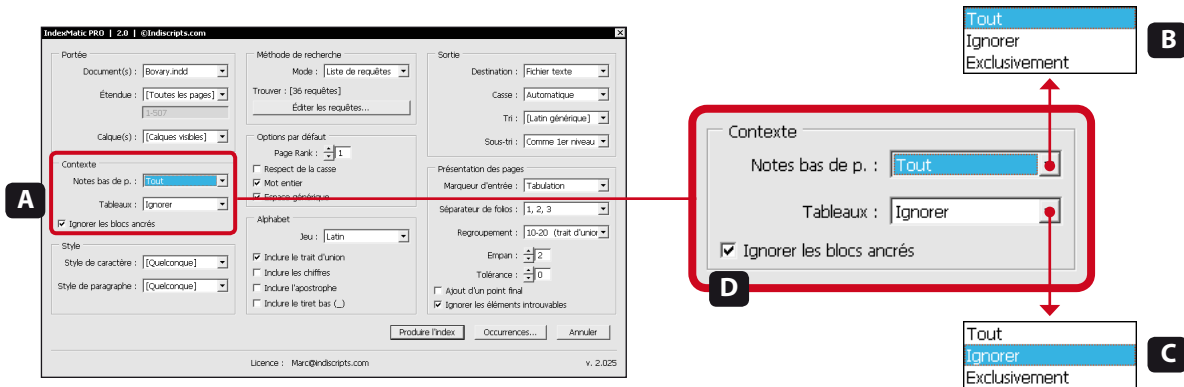 IndexMatic PRO | 2.0 | ©Indiscripts.com
Portée
Document(s) : Bovary.indd
Étendue : [Toutes les pages]
1-507
Calque(s) : [Calques visibles]
Contexte
Notes bas de p. : Tout
Tableaux : Ignorer
Ignorer les blocs ancrés
Style
Style de caractère : [Quelconque]
Style de paragraphe : [Quelconque]
Méthode de recherche
Mode : Liste de requêtes
Trouver : [36 requêtes]
Éditer les requêtes...
Options par défaut
Page Rank : 1
Respect de la casse
Mot entier
Espace générique
Alphabet
Jeu : Latin
Inclure le trait d'union
Inclure les chiffres
Inclure l'apostrophe
Inclure le tiret bas (_)
Sortie
Destination : Fichier texte
Casse : Automatique
Tri : [Latin générique]
Sous-tri : Comme 1er niveau
Présentation des pages
Marqueur d'entrée : Tabulation
Séparateur de folios : 1, 2, 3
Regroupement : 10-20 (trait d'unior
Empan : 2
Tolérance : 0
Ajout d'un point final
Ignorer les éléments introuvables
Produire l'index
Occurrences...
Annuler
Licence : Marc@indiscripts.com
v. 2.025
A
Tout
Ignorer
Exclusivement
B
Contexte
Notes bas de p. : Tout
Tableaux : Ignorer
Ignorer les blocs ancrés
D
Tout
Ignorer
Exclusivement
C